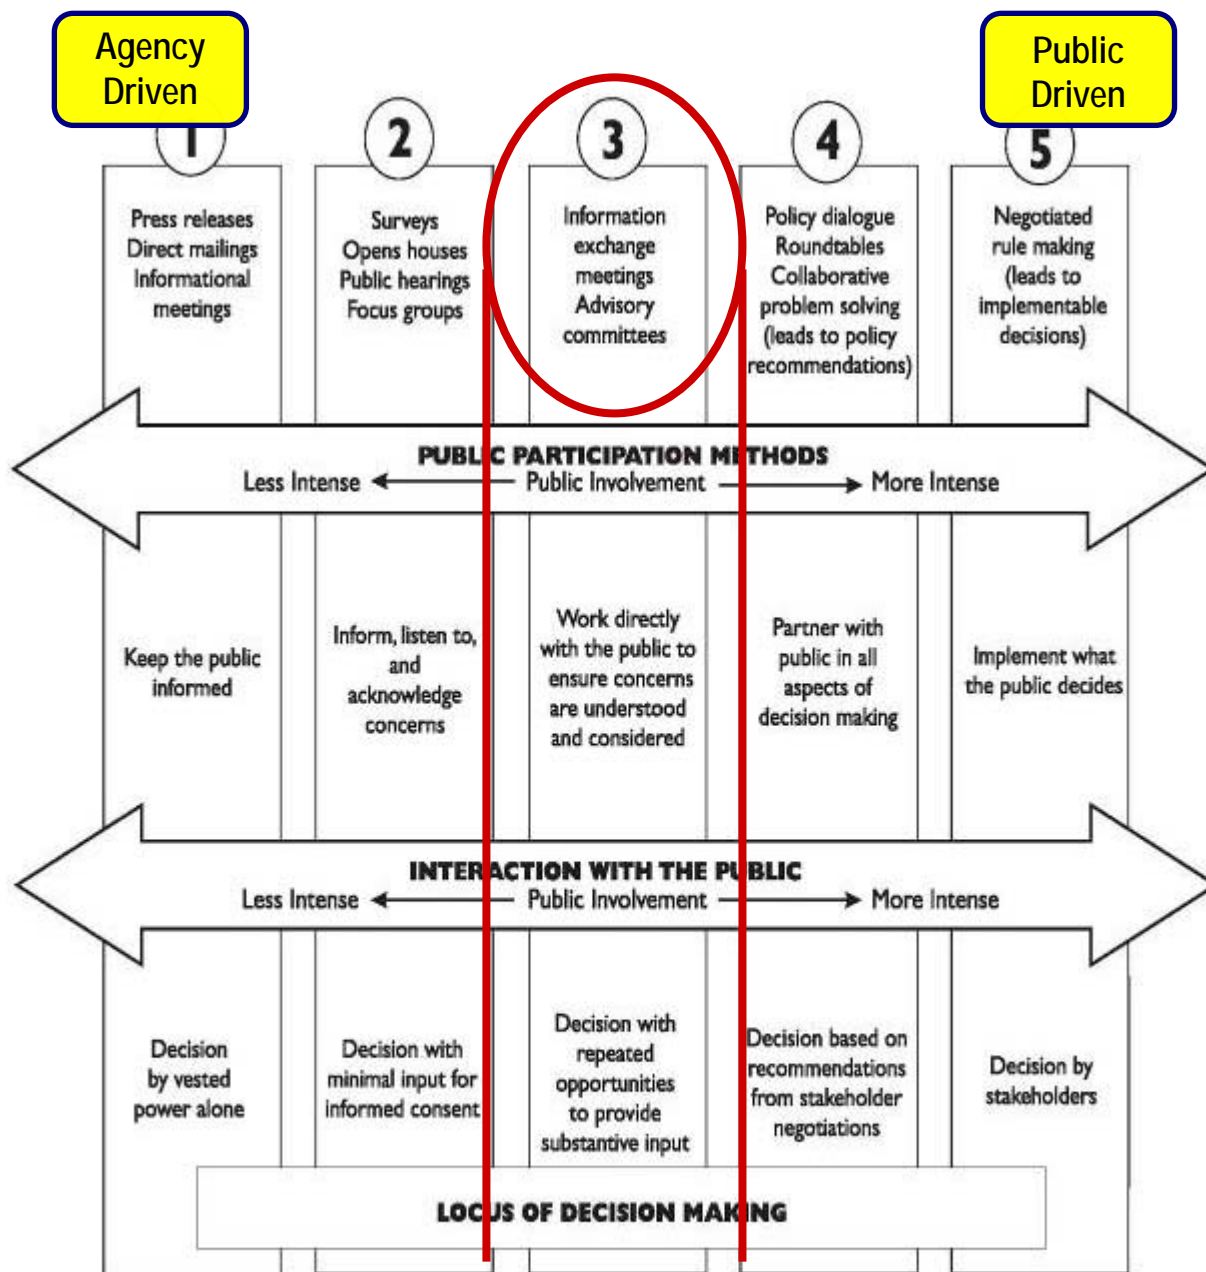 Agency
Driven
Public
Driven
1
2
3
4
5
Press releases
Direct mailings
Informational
meetings
Surveys
Opens houses
Public hearings
Focus groups
Information
exchange
meetings
Advisory
committees
Policy dialogue
Roundtables
Collaborative
problem solving
(leads to policy
recommendations)
Negotiated
rule making
(leads to
implementable
decisions)
PUBLIC PARTICIPATION METHODS
Less Intense Public Involvement More Intense
Keep the public
informed
Inform, listen to,
and
acknowledge
concerns
Work directly
with the public to
ensure concerns
are understood
and considered
Partner with
public in all
aspects of
decision making
Implement what
the public decides
INTERACTION WITH THE PUBLIC
Less Intense Public Involvement More Intense
Decision
by vested
power alone
Decision with
minimal input for
informed consent
Decision with
repeated
opportunities
to provide
substantive input
Decision based on
recommendations
from stakeholder
negotiations
Decision by
stakeholders
LOCUS OF DECISION MAKING